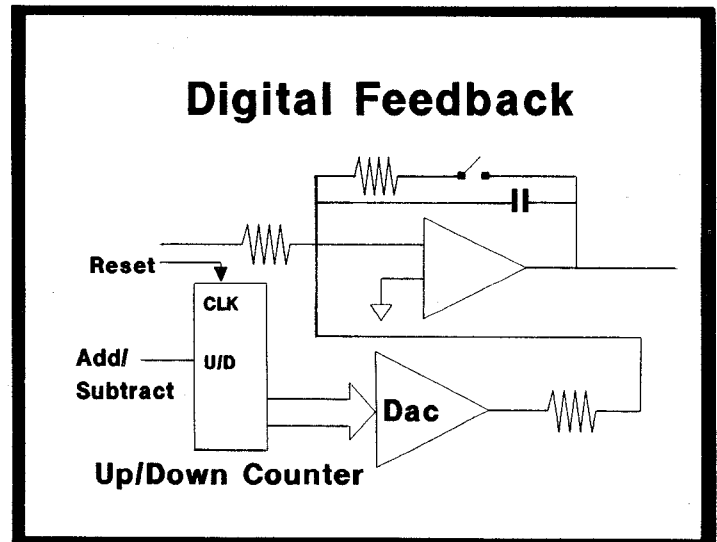 Digital Feedback
Reset
CLK
Add/
Subtract
U/D
Dac
Up/Down Counter